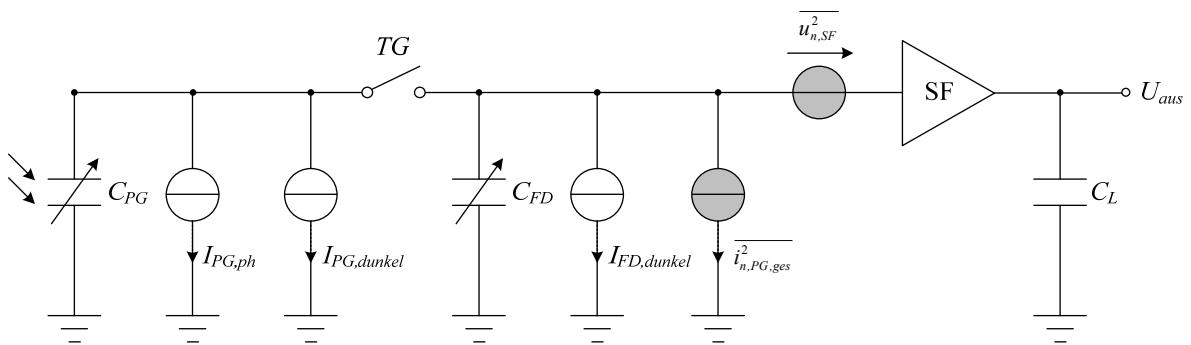 u²n,SF
TG
SF
Uaus
CPG
IPG,ph
IPG,dunkel
CFD
IFD,dunkel
i²n,PG,ges
CL